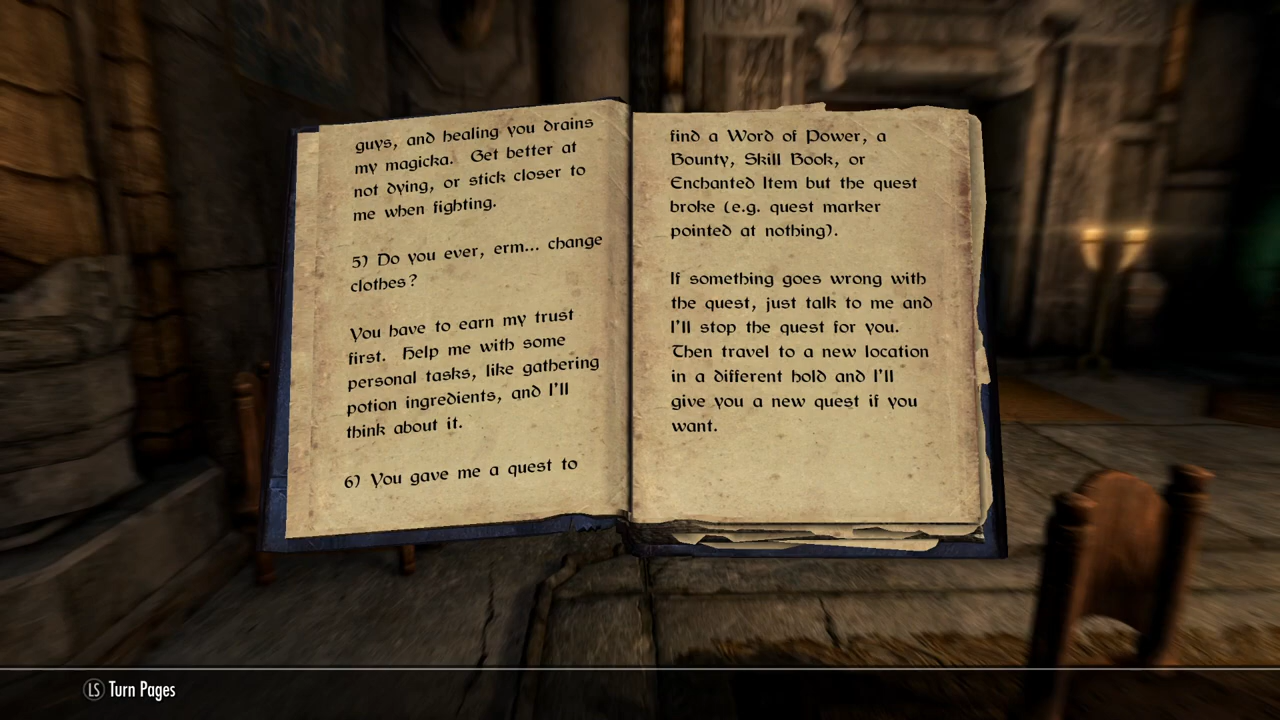 guys, and healing you drains
my magicka. Get better at
not dying, or stick closer to
me when fighting.
5) Do you ever, erm... change
clothes?
You have to earn my trust
first. Help me with some
personal tasks, like gathering
potion ingredients, and I'll
think about it.
6) You gave me a quest to
find a Word of Power, a
Bounty, Skill Book, or
Enchanted Item but the quest
broke (e.g. quest marker
pointed at nothing).
If something goes wrong with
the quest, just talk to me and
I'll stop the quest for you.
Then travel to a new location
in a different hold and I'll
give you a new quest if you
want.
LS Turn Pages